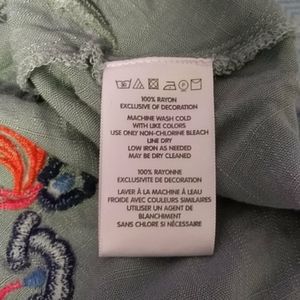 100% RAYON
EXCLUSIVE OF DECORATION
MACHINE WASH COLD
WITH LIKE COLORS
USE ONLY NON-CHLORINE BLEACH
LINE DRY
LOW IRON AS NEEDED
MAY BE DRY CLEANED
100% RAYONNE
EXCLUSIVITE DE DECORATION
LAVER À LA MACHINE À L'EAU
FROIDE AVEC COULEURS SIMILAIRES
UTILISER UN AGENT DE
BLANCHIMENT
SANS CHLORE SI NÉCESSAIRE